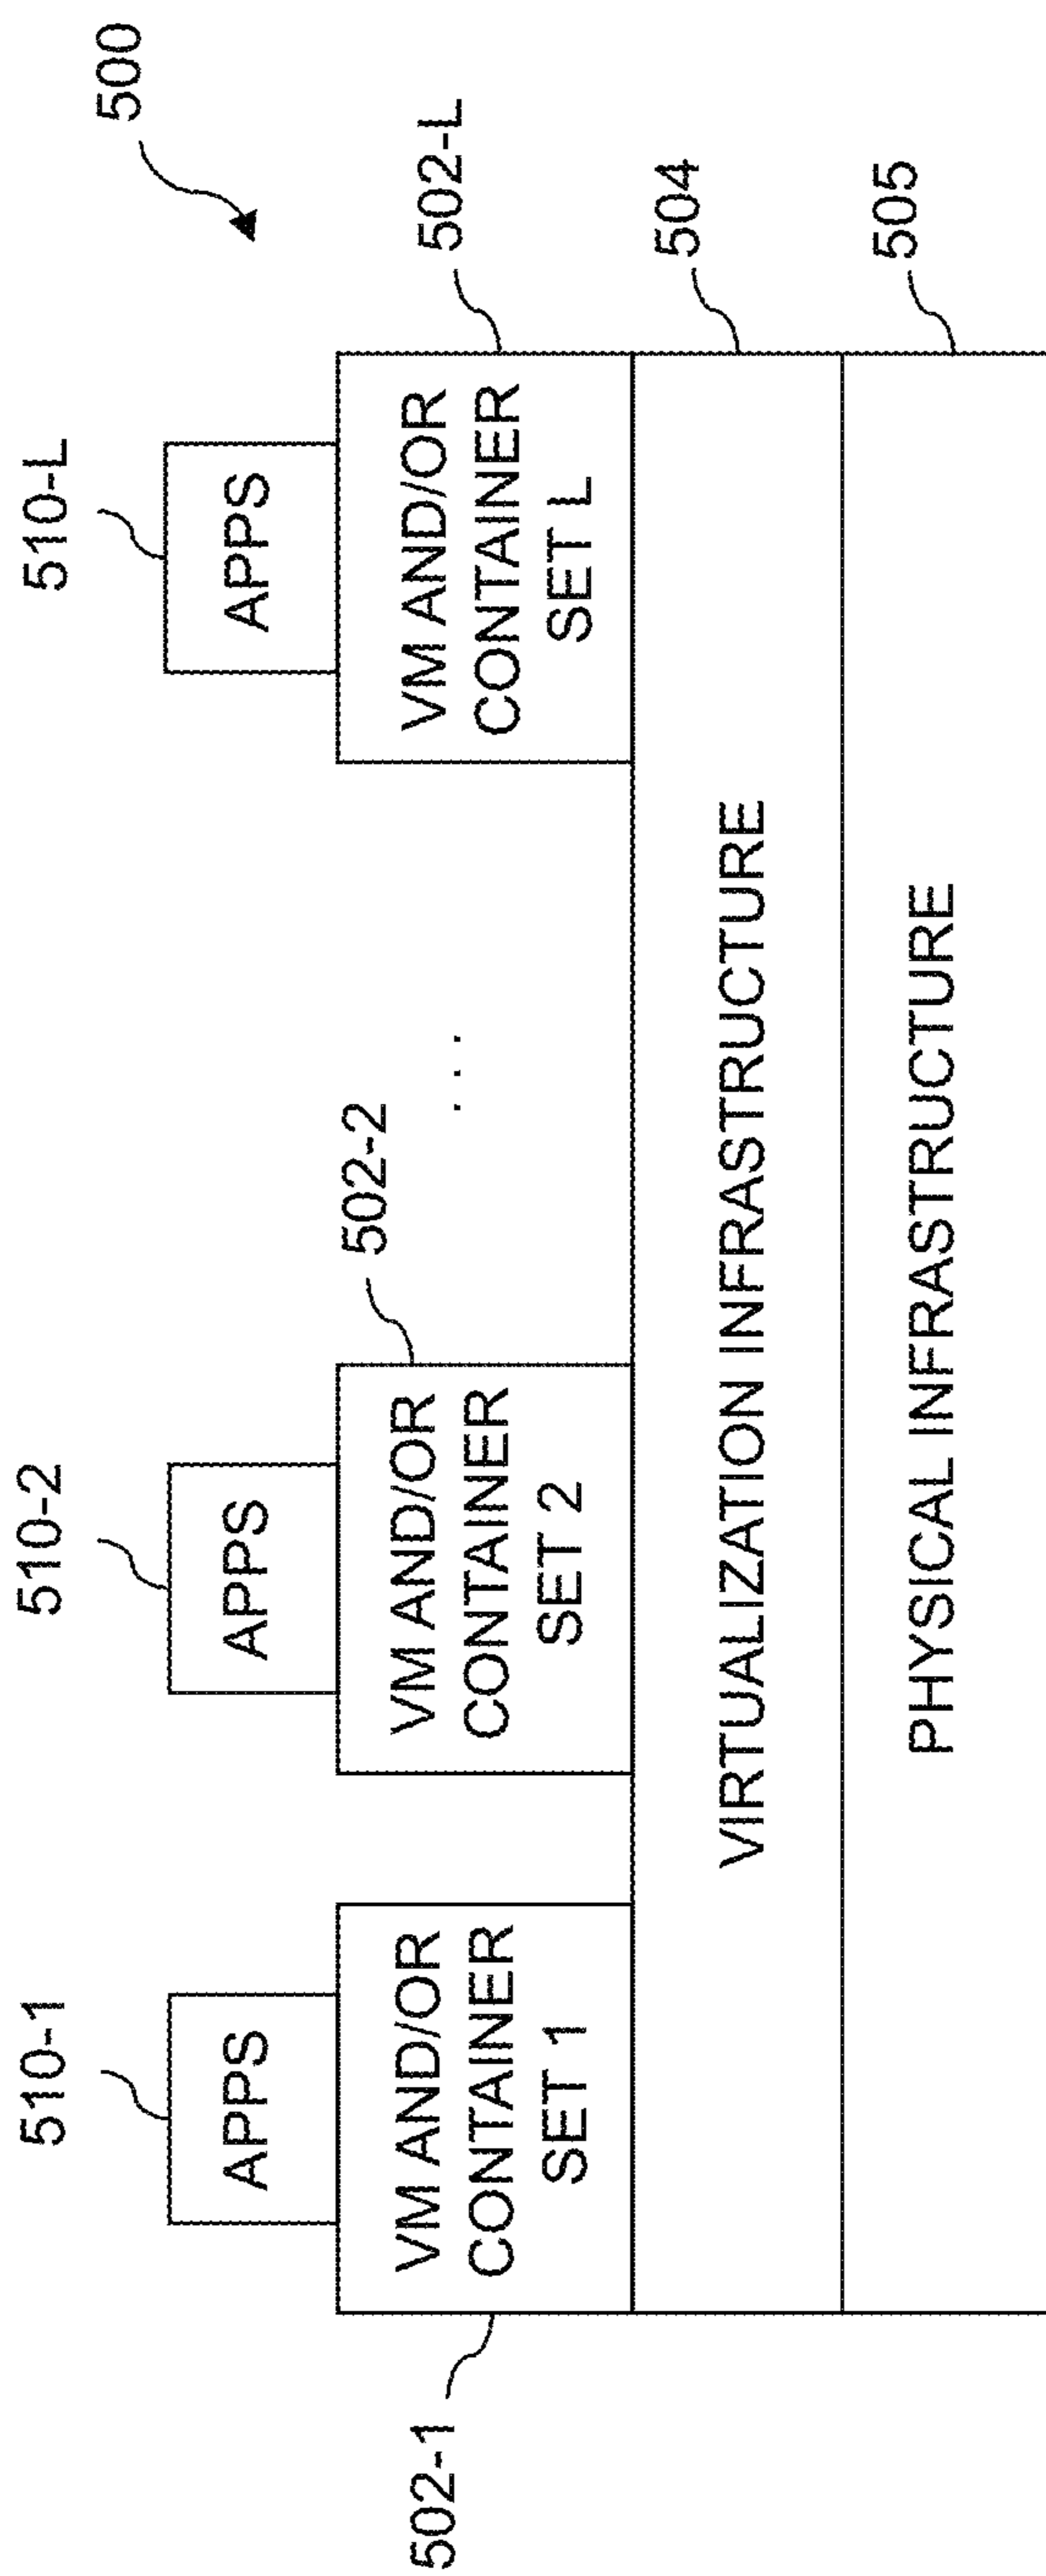 500
510-1
510-2
510-L
APPS
APPS
APPS
502-1
VM AND/OR
CONTAINER
SET 1
502-2
VM AND/OR
CONTAINER
SET 2
. . .
502-L
VM AND/OR
CONTAINER
SET L
VIRTUALIZATION INFRASTRUCTURE
504
PHYSICAL INFRASTRUCTURE
505